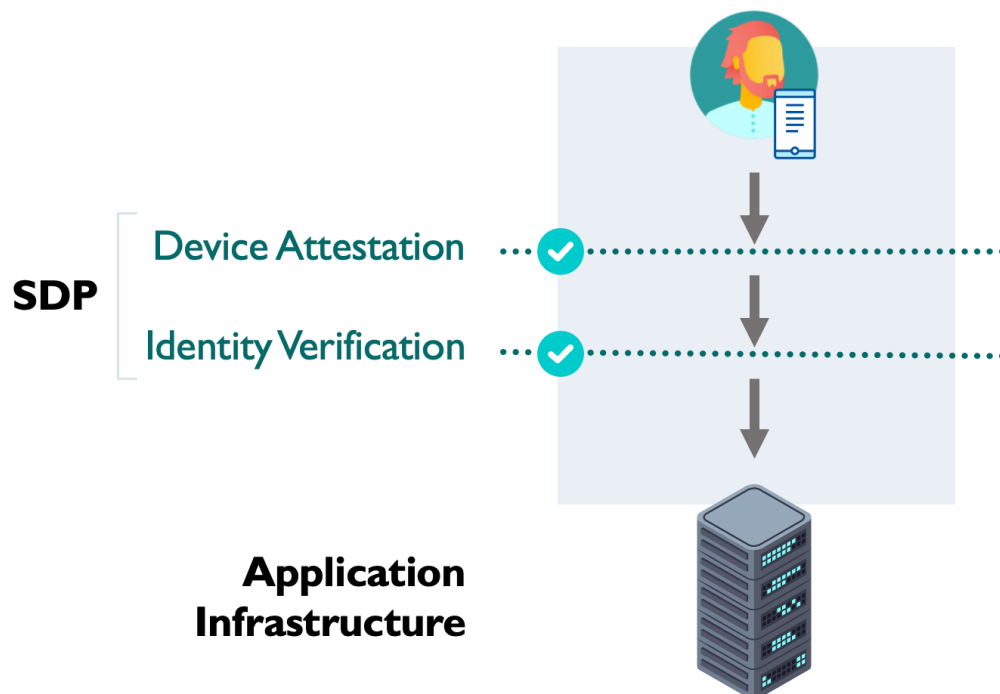 Device Attestation
SDP
Identity Verification
Application
Infrastructure